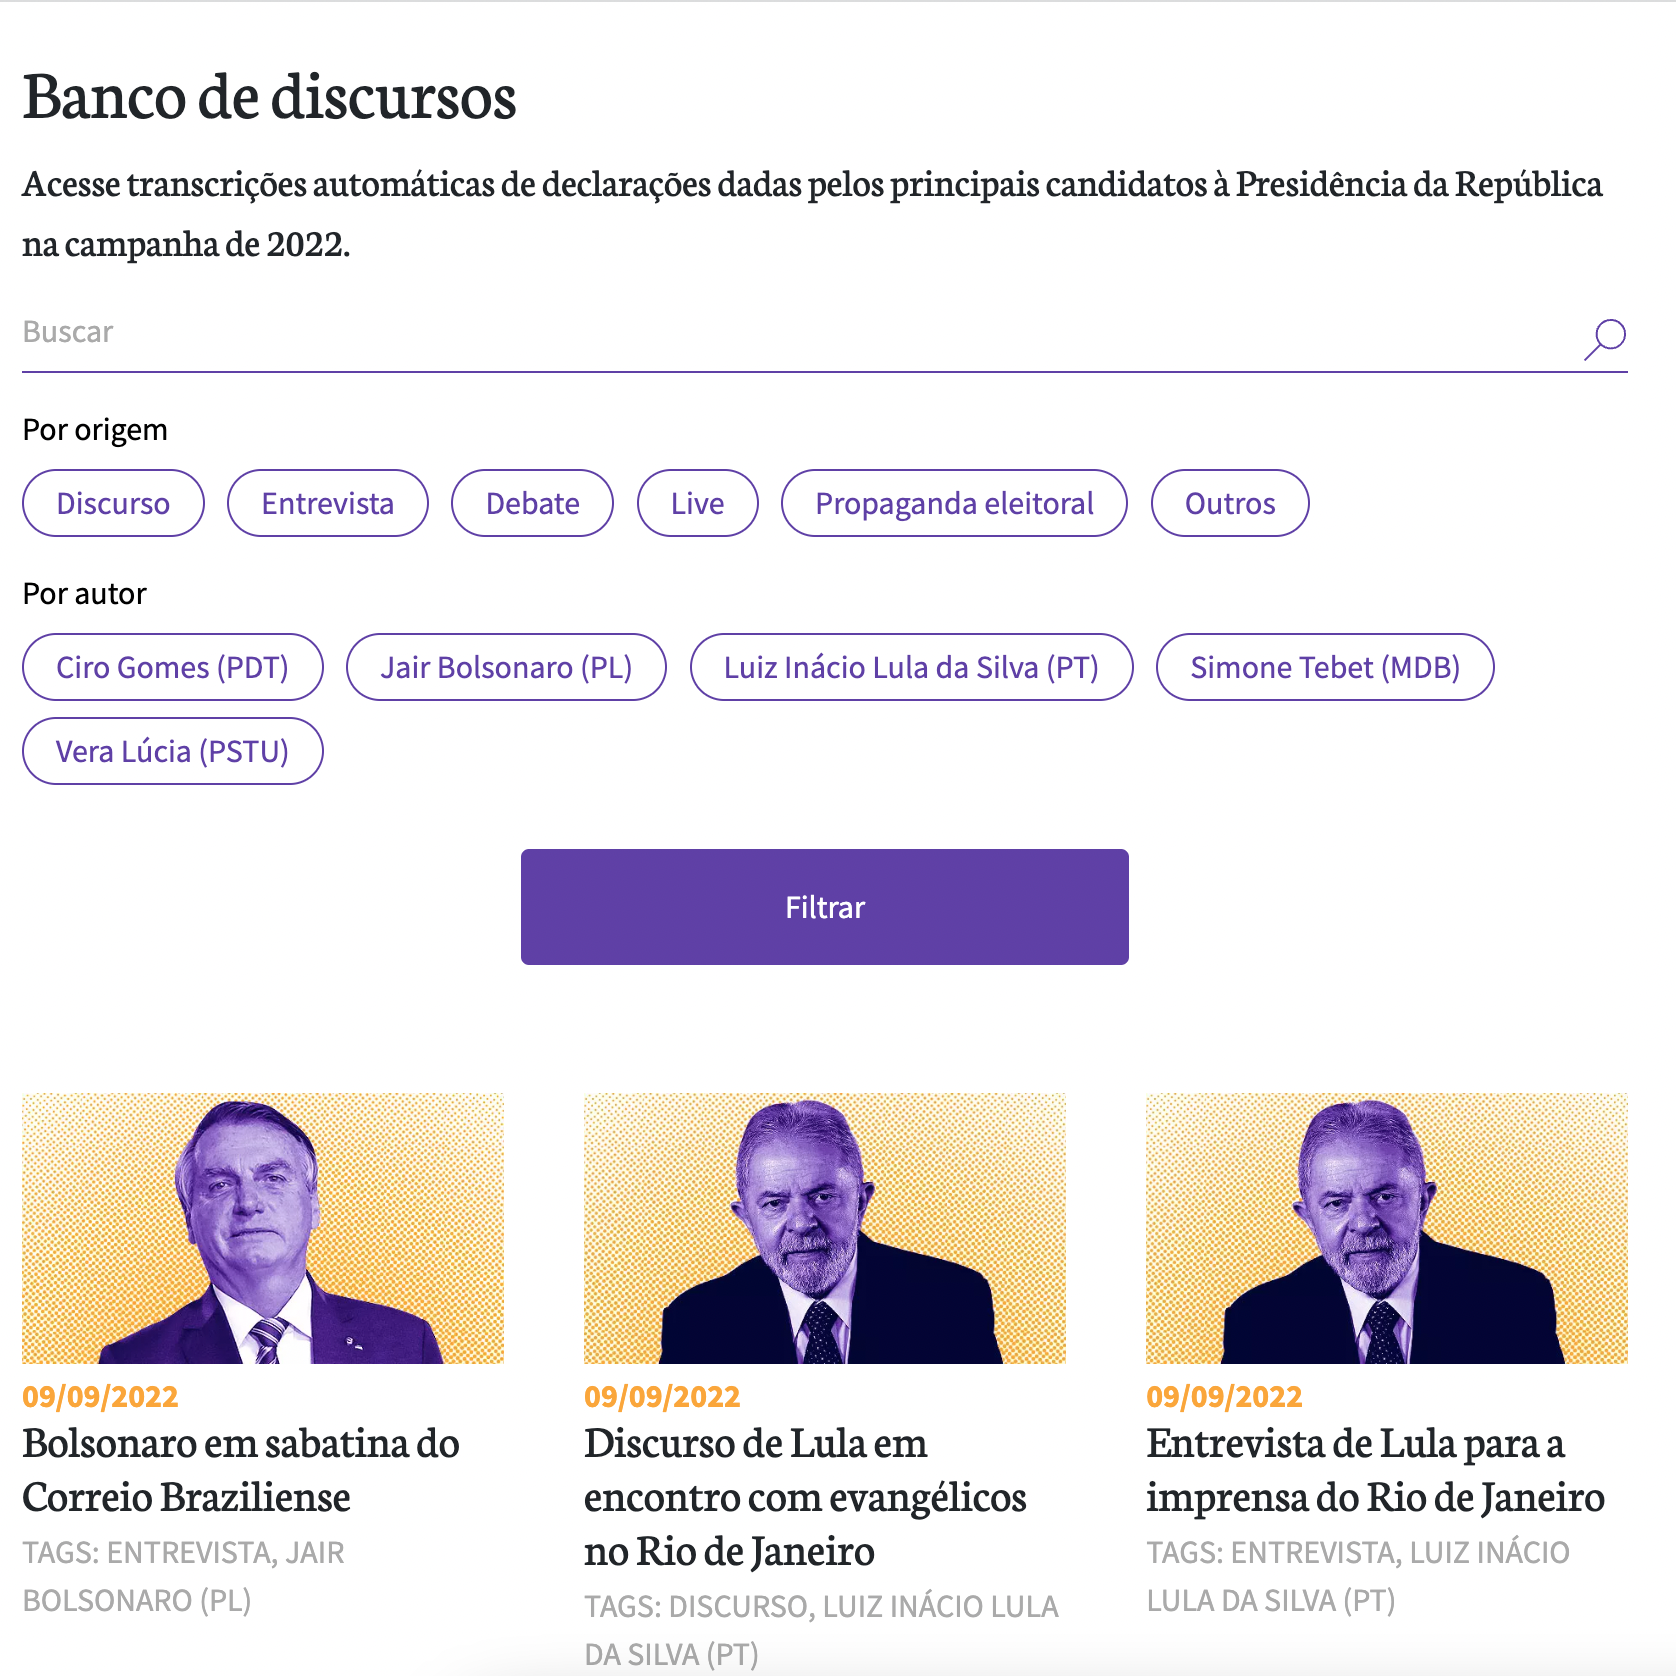 Banco de discursos
Acesse transcrições automáticas de declarações dadas pelos principais candidatos à Presidência da República
na campanha de 2022.
Buscar
Por origem
Discurso
Entrevista
Debate
Live
Propaganda eleitoral
Outros
Por autor
Ciro Gomes (PDT)
Jair Bolsonaro (PL)
Luiz Inácio Lula da Silva (PT)
Simone Tebet (MDB)
Vera Lúcia (PSTU)
Filtrar
09/09/2022
Bolsonaro em sabatina do
Correio Braziliense
TAGS: ENTREVISTA, JAIR
BOLSONARO (PL)
09/09/2022
Discurso de Lula em
encontro com evangélicos
no Rio de Janeiro
TAGS: DISCURSO, LUIZ INÁCIO LULA
DA SILVA (PT)
09/09/2022
Entrevista de Lula para a
imprensa do Rio de Janeiro
TAGS: ENTREVISTA, LUIZ INÁCIO
LULA DA SILVA (PT)